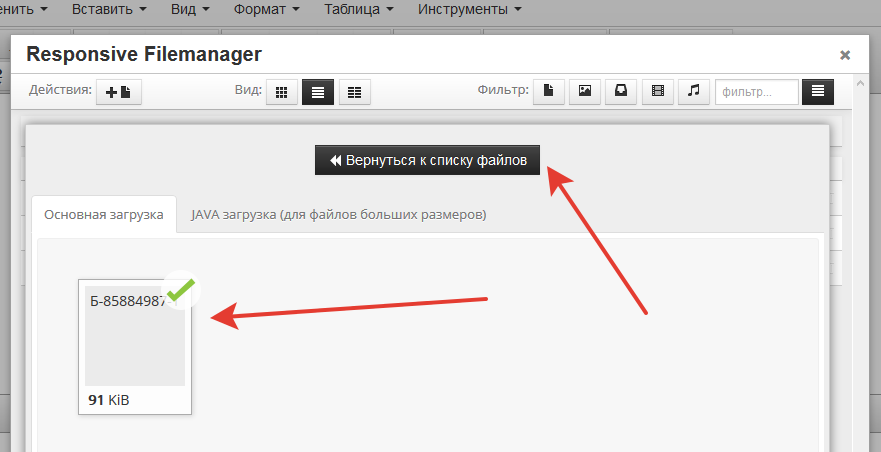 нить Вставить Вид Формат Таблица Инструменты
Responsive Filemanager
Действия: Вид: Фильтр: фильтр...
Вернуться к списку файлов
Основная загрузка JAVA загрузка (для файлов больших размеров)
Б-85884987-
91 KiB